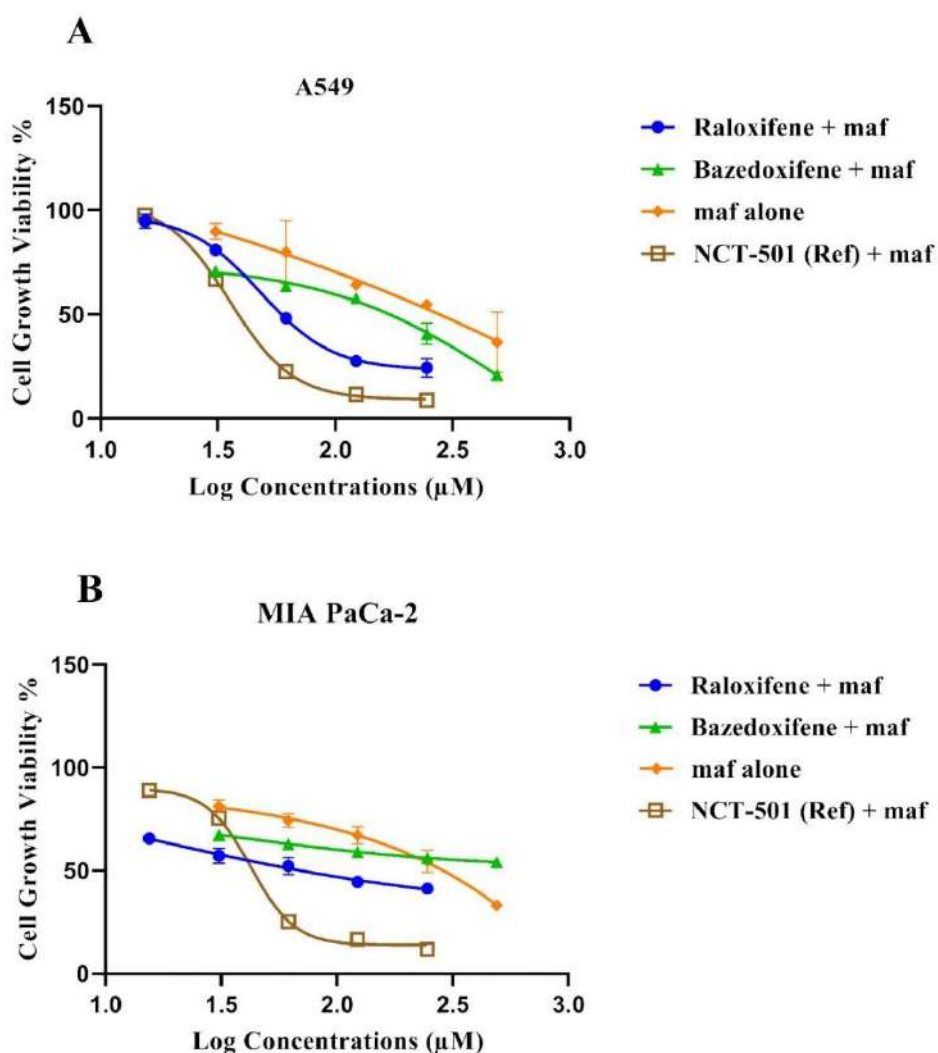 A
A549
Cell Growth Viability %
150
100
50
0
1.0 1.5 2.0 2.5 3.0
Log Concentrations (µM)
Raloxifene + maf
Bazedoxifene + maf
maf alone
NCT-501 (Ref) + maf
B
MIA PaCa-2
Cell Growth Viability %
150
100
50
0
1.0 1.5 2.0 2.5 3.0
Log Concentrations (µM)
Raloxifene + maf
Bazedoxifene + maf
maf alone
NCT-501 (Ref) + maf